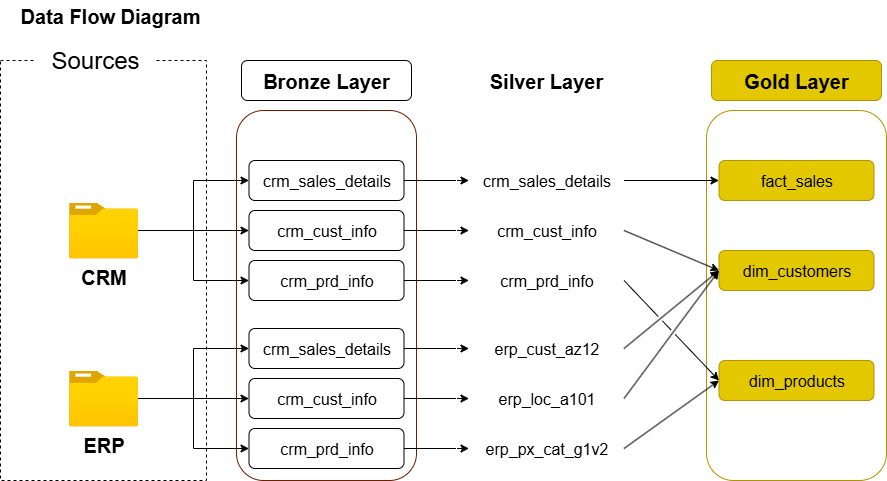 Data Flow Diagram
Sources
Bronze Layer
Silver Layer
Gold Layer
crm_sales_details
crm_sales_details
fact_sales
crm_cust_info
crm_cust_info
CRM
crm_prd_info
crm_prd_info
dim_customers
crm_sales_details
erp_cust_az12
crm_cust_info
erp_loc_a101
dim_products
ERP
crm_prd_info
erp_px_cat_g1v2